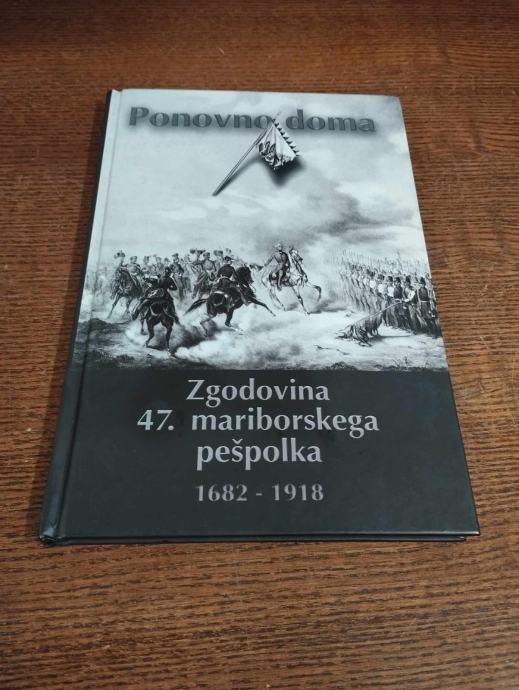 Ponovno doma
Zgodovina
47. mariborskega
pešpolka
1682 - 1918